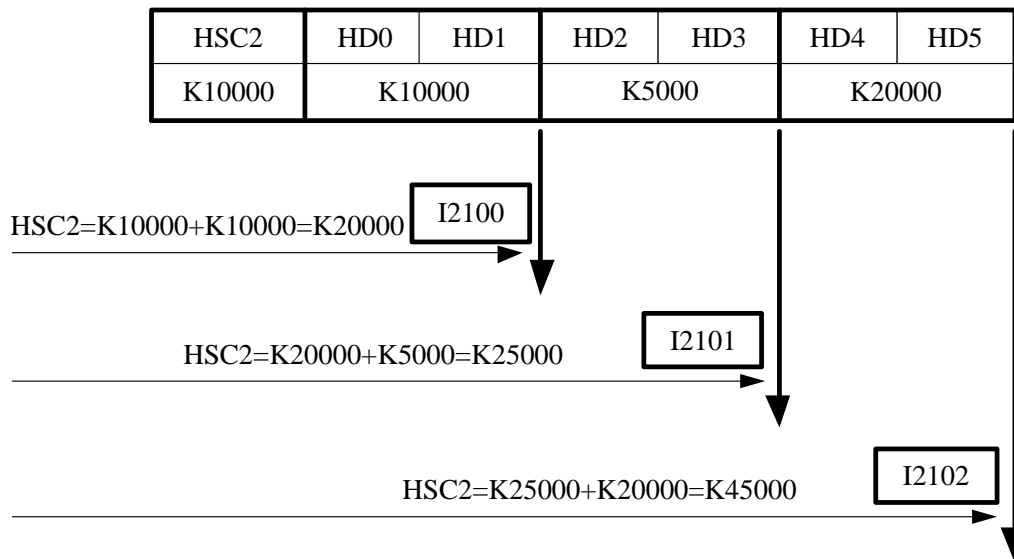 HSC2 HD0 HD1 HD2 HD3 HD4 HD5
K10000 K10000 K5000 K20000
I2100
HSC2=K10000+K10000=K20000
I2101
HSC2=K20000+K5000=K25000
I2102
HSC2=K25000+K20000=K45000